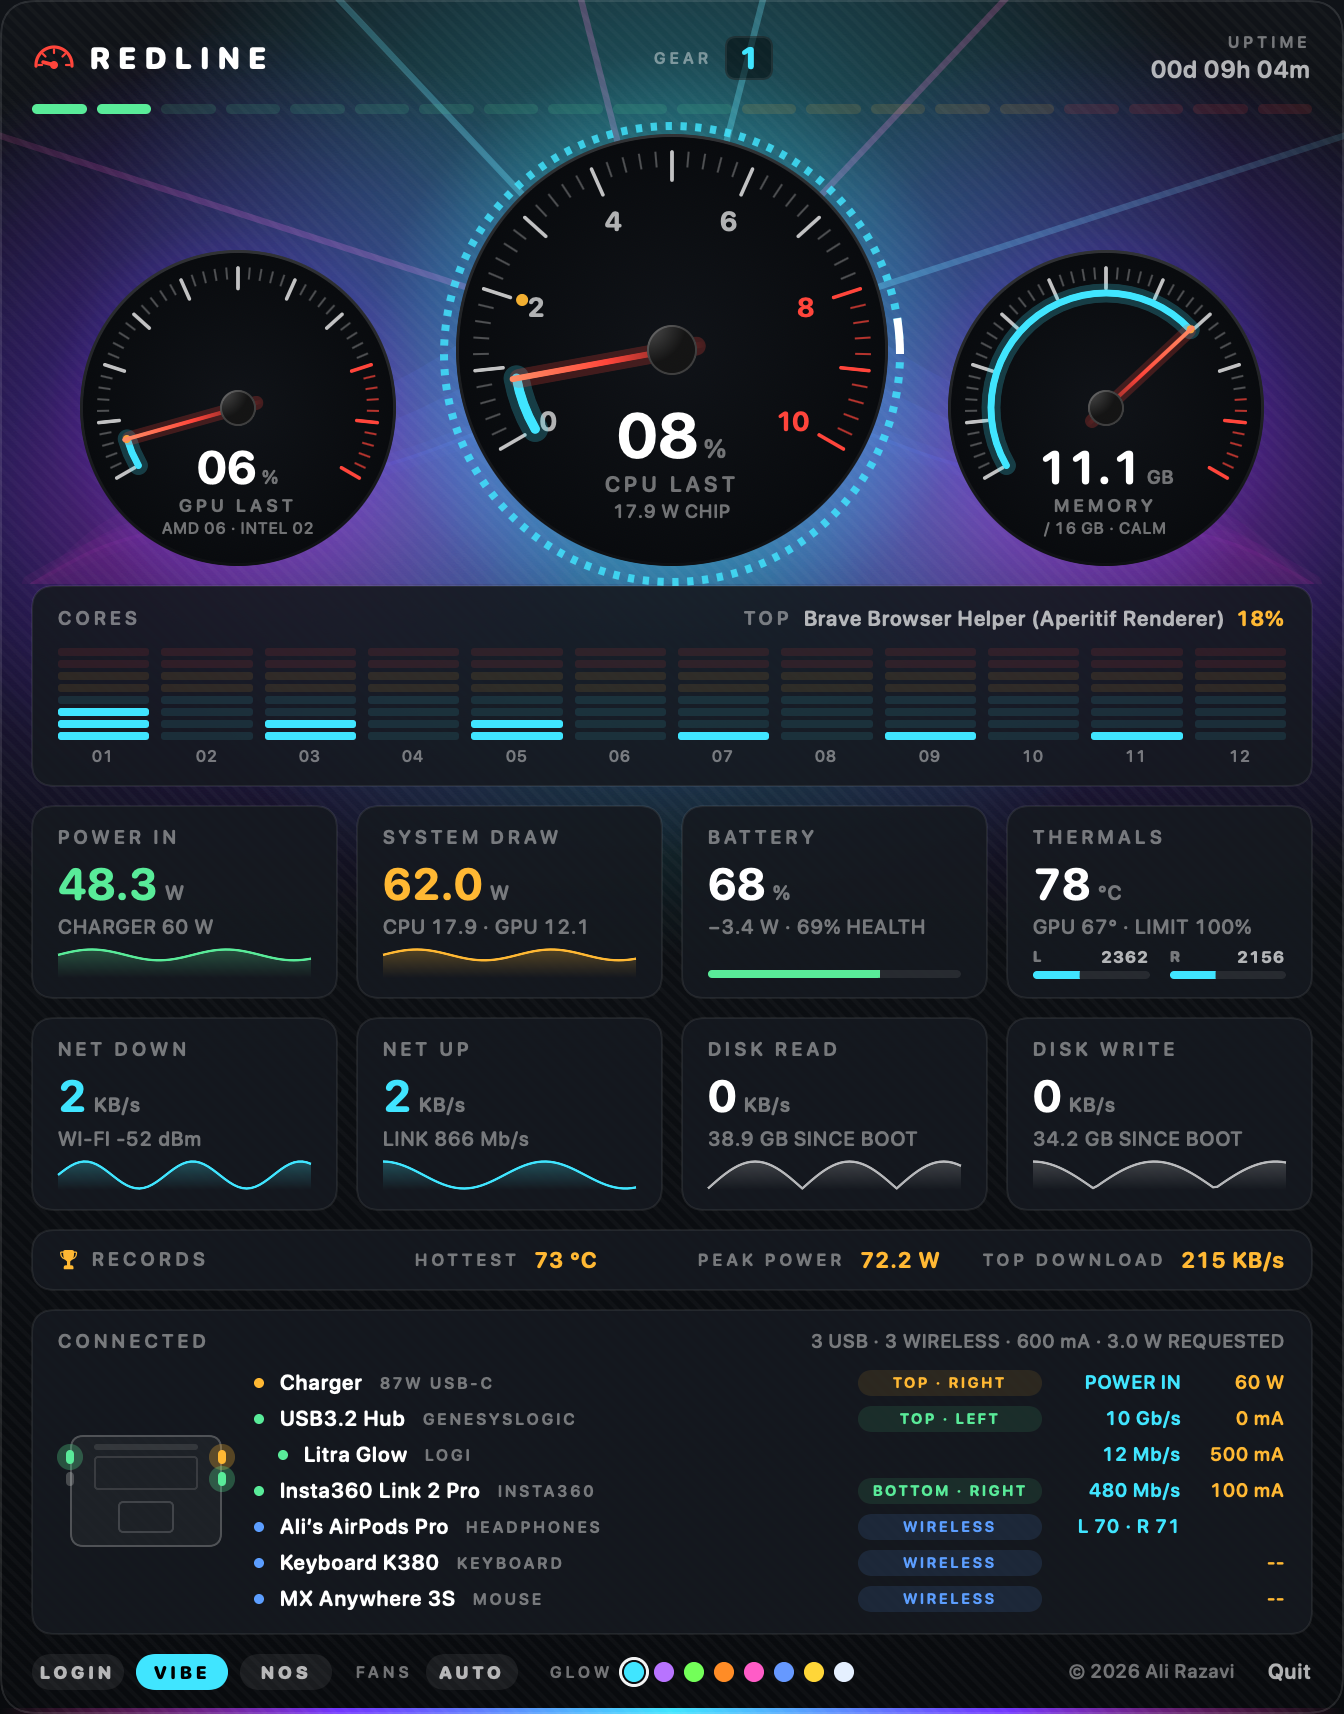 REDLINE
GEAR 1
UPTIME
00d 09h 04m
4 6
2 8
0 10
08 %
CPU LAST
17.9 W CHIP
06 %
GPU LAST
AMD 06 · INTEL 02
11.1 GB
MEMORY
/ 16 GB · CALM
CORES TOP Brave Browser Helper (Aperitif Renderer) 18%
01 02 03 04 05 06 07 08 09 10 11 12
POWER IN
48.3 W
CHARGER 60 W
SYSTEM DRAW
62.0 W
CPU 17.9 · GPU 12.1
BATTERY
68 %
−3.4 W · 69% HEALTH
THERMALS
78 °C
GPU 67° · LIMIT 100%
L 2362 R 2156
NET DOWN
2 KB/s
WI-FI -52 dBm
NET UP
2 KB/s
LINK 866 Mb/s
DISK READ
0 KB/s
38.9 GB SINCE BOOT
DISK WRITE
0 KB/s
34.2 GB SINCE BOOT
RECORDS HOTTEST 73 °C PEAK POWER 72.2 W TOP DOWNLOAD 215 KB/s
CONNECTED 3 USB · 3 WIRELESS · 600 mA · 3.0 W REQUESTED
Charger 87W USB-C TOP · RIGHT POWER IN 60 W
USB3.2 Hub GENESYSLOGIC TOP · LEFT 10 Gb/s 0 mA
Litra Glow LOGI 12 Mb/s 500 mA
Insta360 Link 2 Pro INSTA360 BOTTOM · RIGHT 480 Mb/s 100 mA
Ali's AirPods Pro HEADPHONES WIRELESS L 70 · R 71
Keyboard K380 KEYBOARD WIRELESS --
MX Anywhere 3S MOUSE WIRELESS --
LOGIN VIBE NOS FANS AUTO GLOW © 2026 Ali Razavi Quit